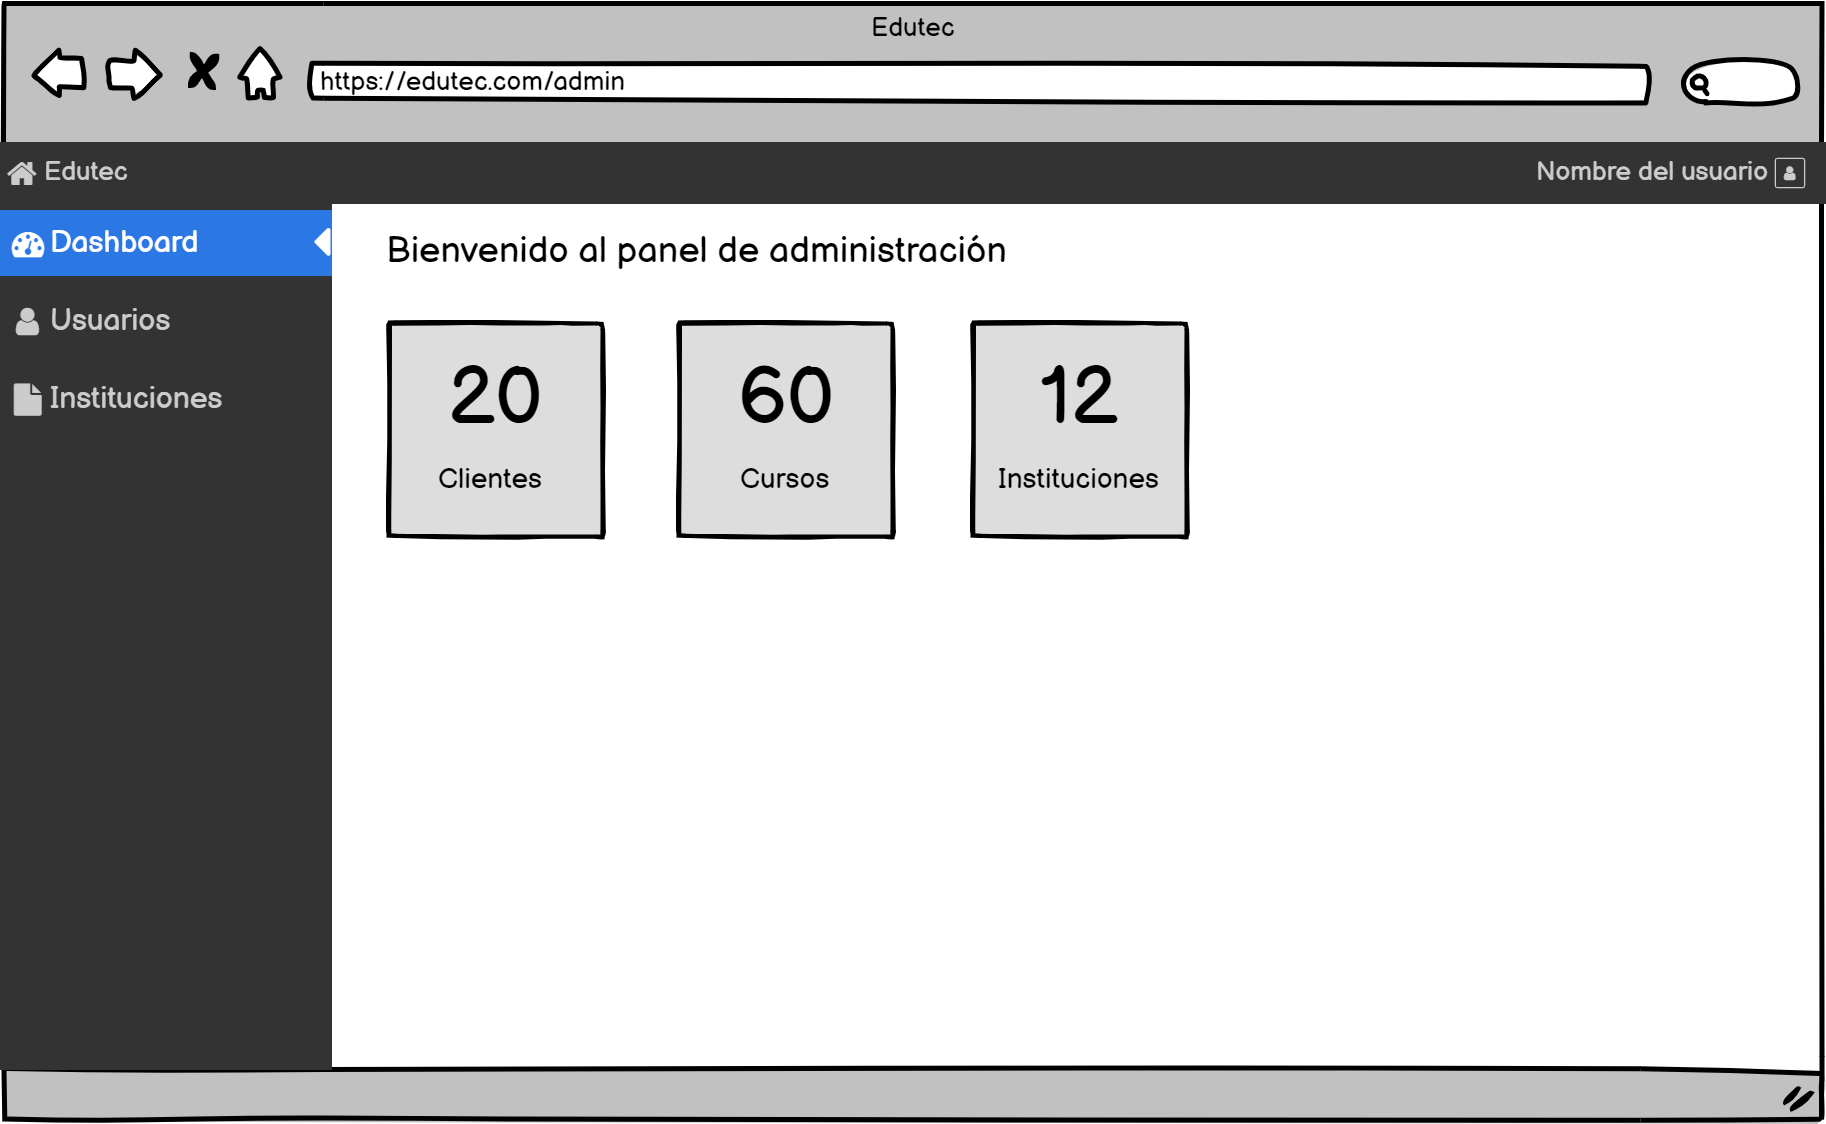 Edutec
https://edutec.com/admin
Edutec
Nombre del usuario
Dashboard
Bienvenido al panel de administración
Usuarios
Instituciones
20
60
12
Clientes
Cursos
Instituciones